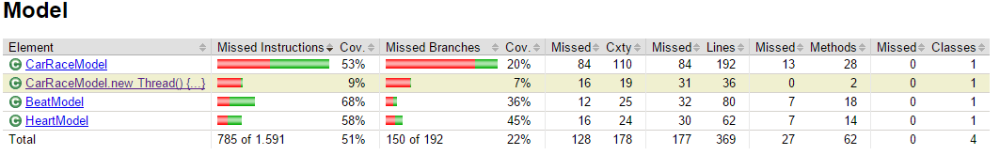 Model
Element Missed Instructions Cov. Missed Branches Cov. Missed Cxty Missed Lines Missed Methods Missed Classes
CarRaceModel 53% 20% 84 110 84 192 13 28 0 1
CarRaceModel.new Thread() {...} 9% 7% 16 19 31 36 0 2 0 1
BeatModel 68% 36% 12 25 32 80 7 18 0 1
HeartModel 58% 45% 16 24 30 62 7 14 0 1
Total 785 of 1.591 51% 150 of 192 22% 128 178 177 369 27 62 0 4